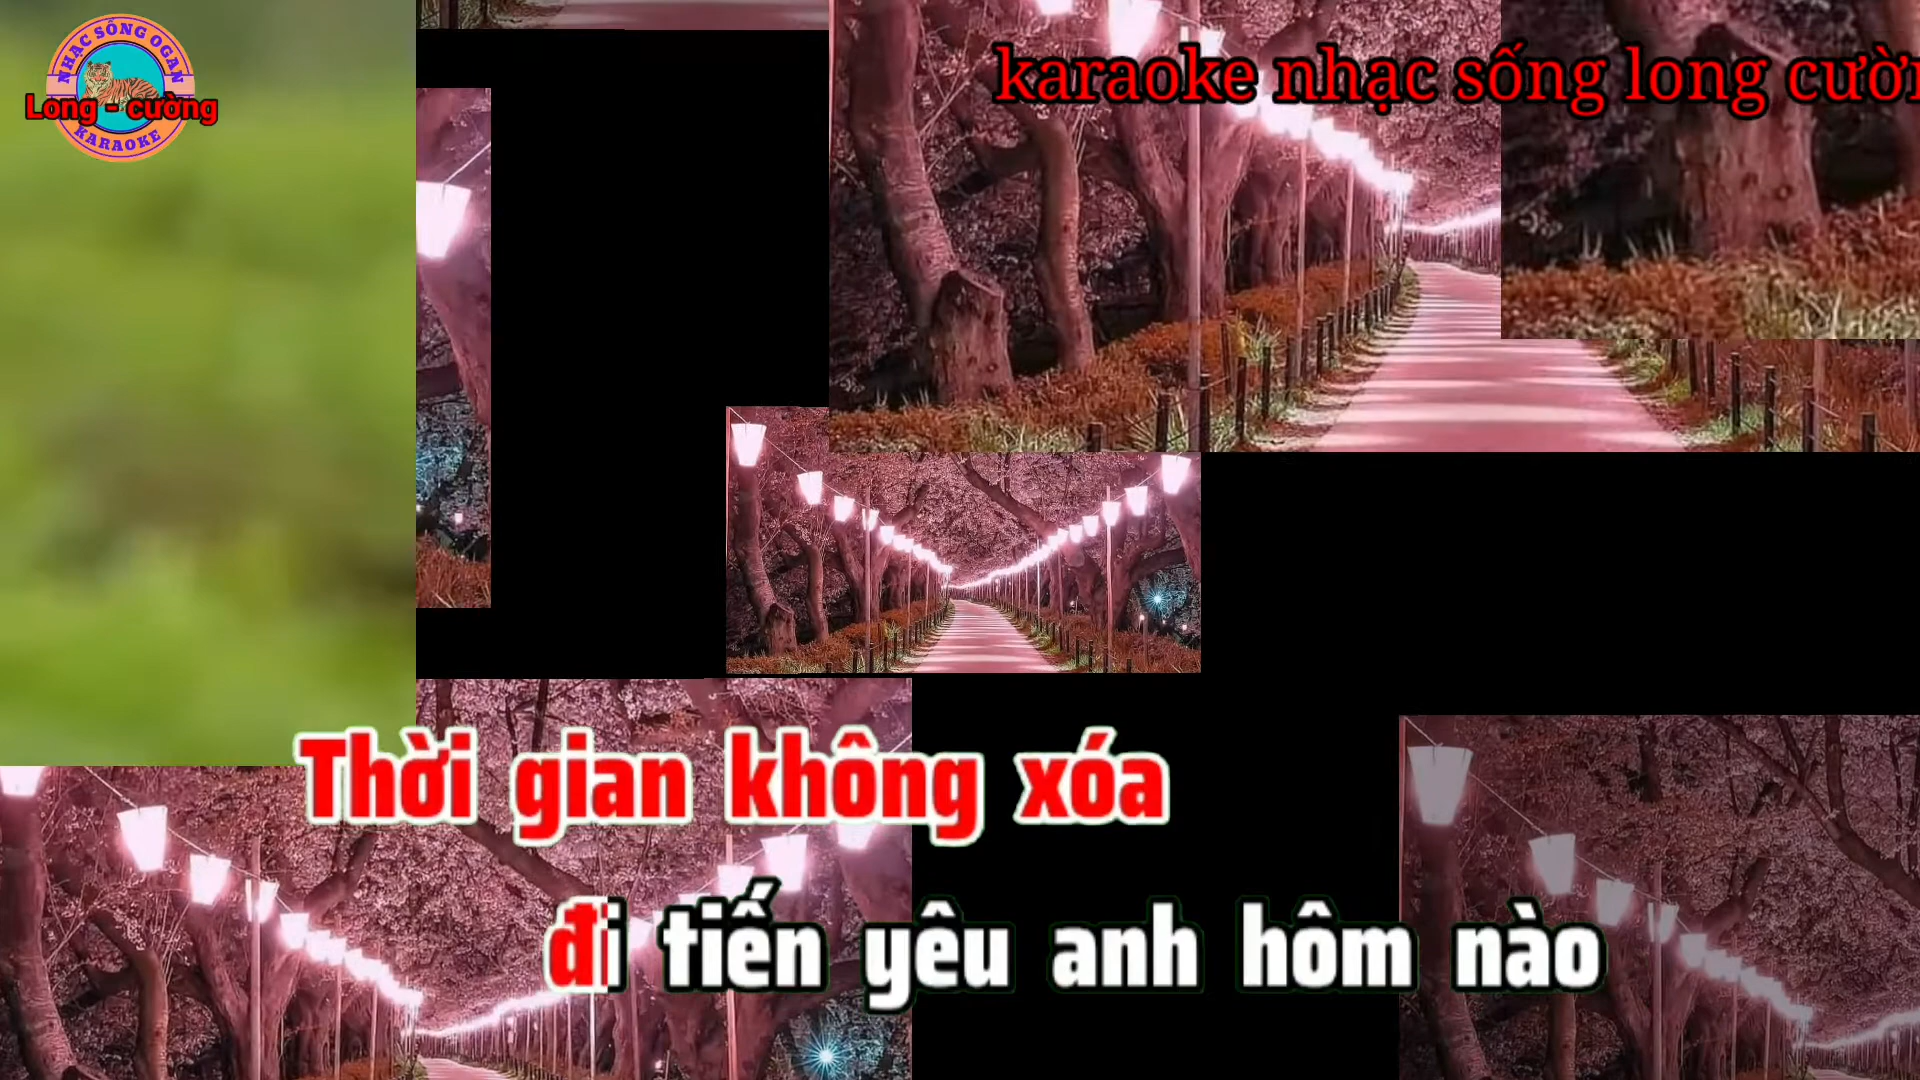 NHẠC SỐNG OGAN
Long - cường
KARAOKE
karaoke nhạc sống long cườn
Thời gian không xóa
đi tiến yêu anh hôm nào